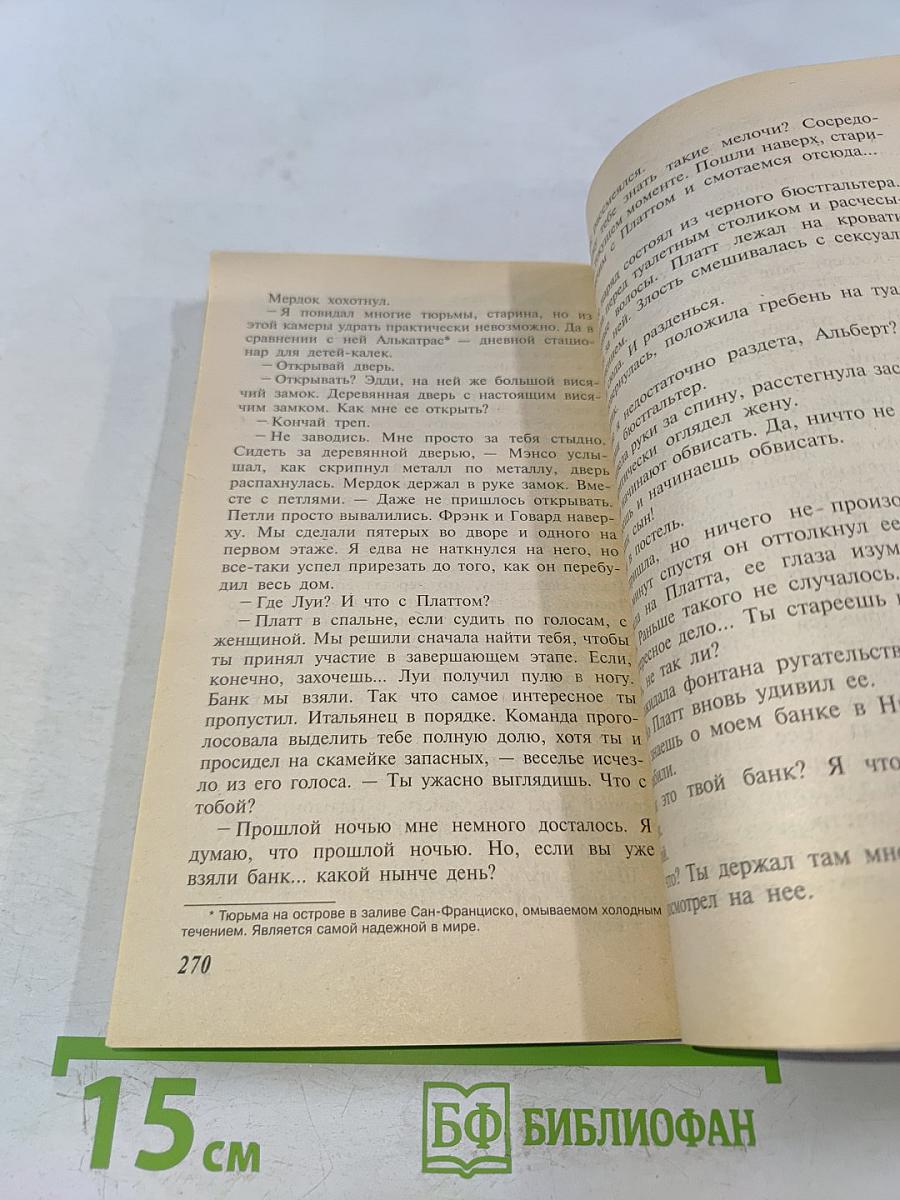 Мердок хохотнул.
— Я повидал многие тюрьмы, старина, но из
этой камеры удрать практически невозможно. Да в
сравнении с ней Алькатрас* — дневной стацио-
нар для детей-калек.
— Открывай дверь.
— Открывать? Эдди, на ней же большой вися-
чий замок. Деревянная дверь с настоящим вися-
чим замком. Как мне ее открыть?
— Кончай треп.
— Не заводись. Мне просто за тебя стыдно.
Сидеть за деревянной дверью, — Мэнсо услы-
шал, как скрипнул металл по металлу, дверь
распахнулась. Мердок держал в руке замок. Вме-
сте с петлями. — Даже не пришлось открывать.
Петли просто вывалились. Фрэнк и Говард навер-
ху. Мы сделали пятерых во дворе и одного на
первом этаже. Я едва не наткнулся на него, но
все-таки успел прирезать до того, как он перебу-
дил весь дом.
— Где Луи? И что с Платтом?
— Платт в спальне, если судить по голосам, с
женщиной. Мы решили сначала найти тебя, чтобы
ты принял участие в завершающем этапе. Если,
конечно, захочешь... Луи получил пулю в ногу.
Банк мы взяли. Так что самое интересное ты
пропустил. Итальянец в порядке. Команда прого-
лосовала выделить тебе полную долю, хотя ты и
просидел на скамейке запасных, — веселье исчез-
ло из его голоса. — Ты ужасно выглядишь. Что с
тобой?
— Прошлой ночью мне немного досталось. Я
думаю, что прошлой ночью. Но, если вы уже
взяли банк... какой нынче день?
* Тюрьма на острове в заливе Сан-Франциско, омываемом холодным
течением. Является самой надежной в мире.
270
тебе знать такие мелочи? Сосредо-
моменте. Пошли наверх, стари-
с Платтом и смотаемся отсюда...
состоял из черного бюстгальтера.
перед туалетным столиком и расчесы-
волосы. Платт лежал на кровати
на ней. Злость смешивалась с сексуал
И разденься.
положила гребень на туа
недостаточно раздета, Альберт?
бюстгальтер.
руки за спину, расстегнула зас
оглядел жену.
начинают обвисать. Да, ничто не
и начинаешь обвисать.
сын!
в постель.
но ничего не произо
минут спустя он оттолкнул ее
на Платта, ее глаза изум
Раньше такого не случалось.
дело... Ты стареешь
не так ли?
фонтана ругательств
Платт вновь удивил ее.
о моем банке в Н
это твой банк? Я что
Ты держал там мн
на нее.
15 см
БФ БИБЛИОФАН